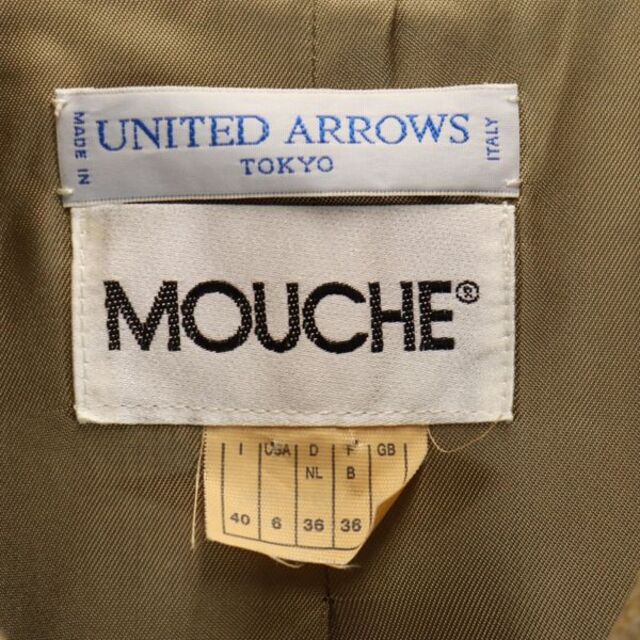 MADE IN
UNITED ARROWS
ITALY
TOKYO
MOUCHE®
I USA D F GB
NL B
40 6 36 36